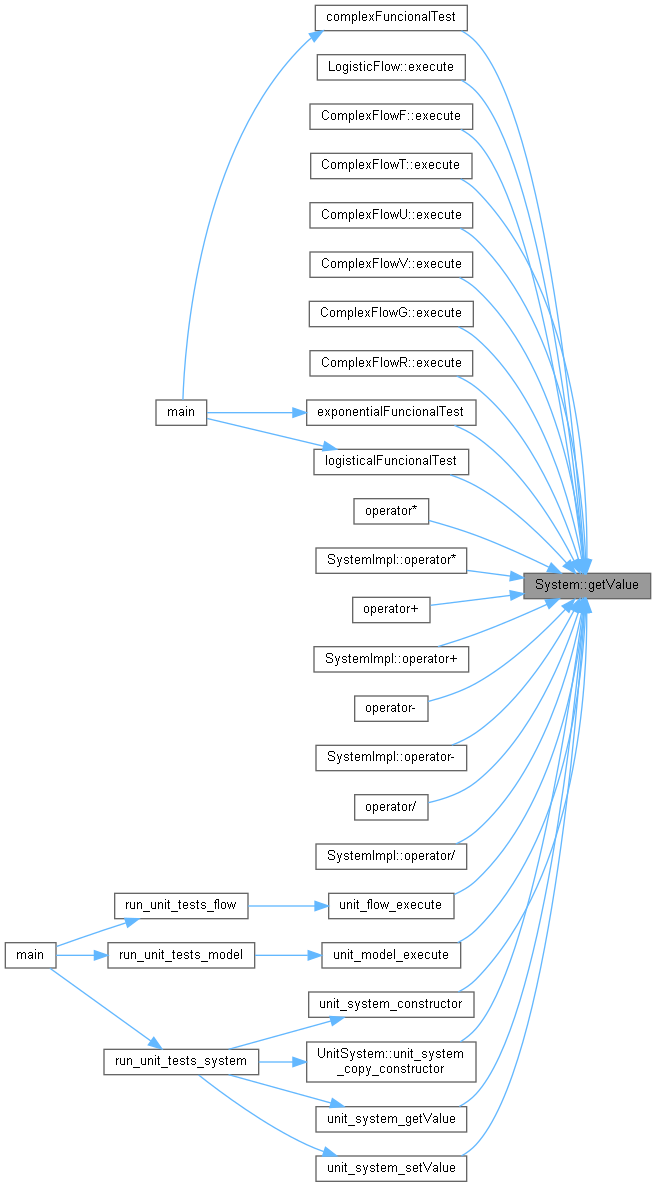 complexFuncionalTest
LogisticFlow::execute
ComplexFlowF::execute
ComplexFlowT::execute
ComplexFlowU::execute
ComplexFlowV::execute
ComplexFlowG::execute
ComplexFlowR::execute
main
exponentialFuncionalTest
logisticalFuncionalTest
operator*
SystemImpl::operator*
System::getValue
operator+
SystemImpl::operator+
operator-
SystemImpl::operator-
operator/
SystemImpl::operator/
run_unit_tests_flow
unit_flow_execute
main
run_unit_tests_model
unit_model_execute
unit_system_constructor
run_unit_tests_system
UnitSystem::unit_system
_copy_constructor
unit_system_getValue
unit_system_setValue